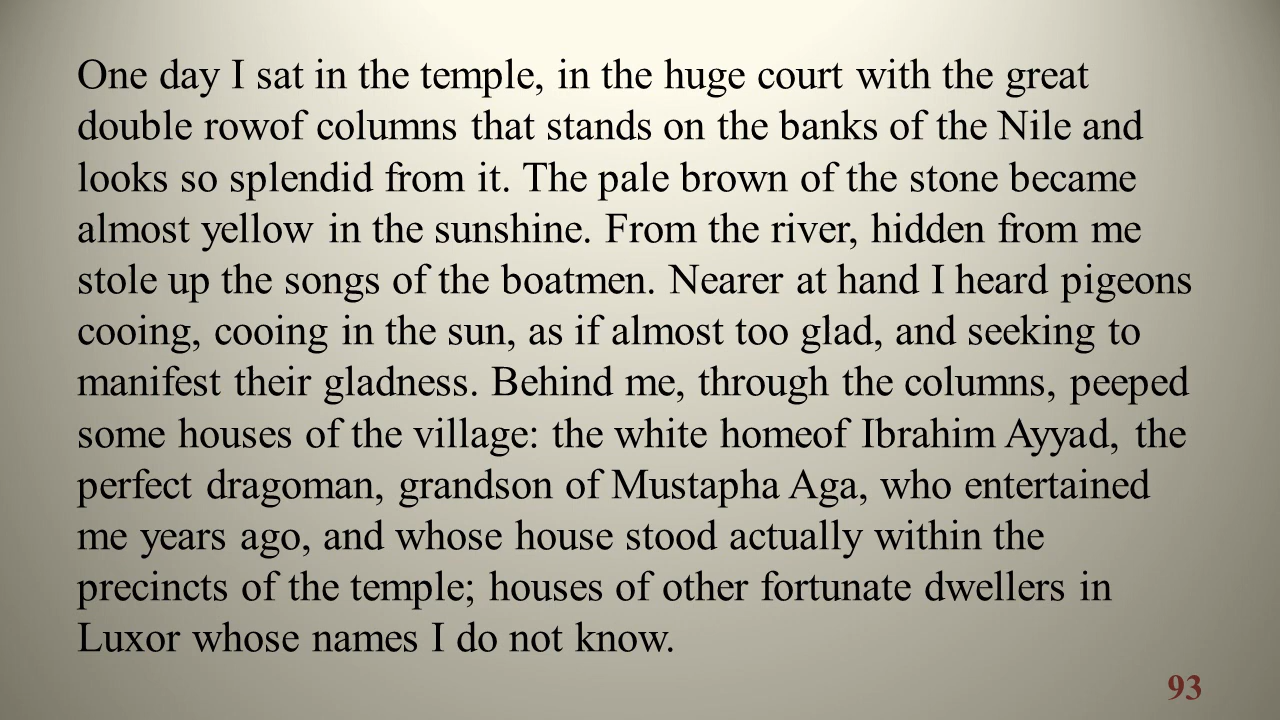 One day I sat in the temple, in the huge court with the great
double rowof columns that stands on the banks of the Nile and
looks so splendid from it. The pale brown of the stone became
almost yellow in the sunshine. From the river, hidden from me
stole up the songs of the boatmen. Nearer at hand I heard pigeons
cooing, cooing in the sun, as if almost too glad, and seeking to
manifest their gladness. Behind me, through the columns, peeped
some houses of the village: the white homeof Ibrahim Ayyad, the
perfect dragoman, grandson of Mustapha Aga, who entertained
me years ago, and whose house stood actually within the
precincts of the temple; houses of other fortunate dwellers in
Luxor whose names I do not know.
93